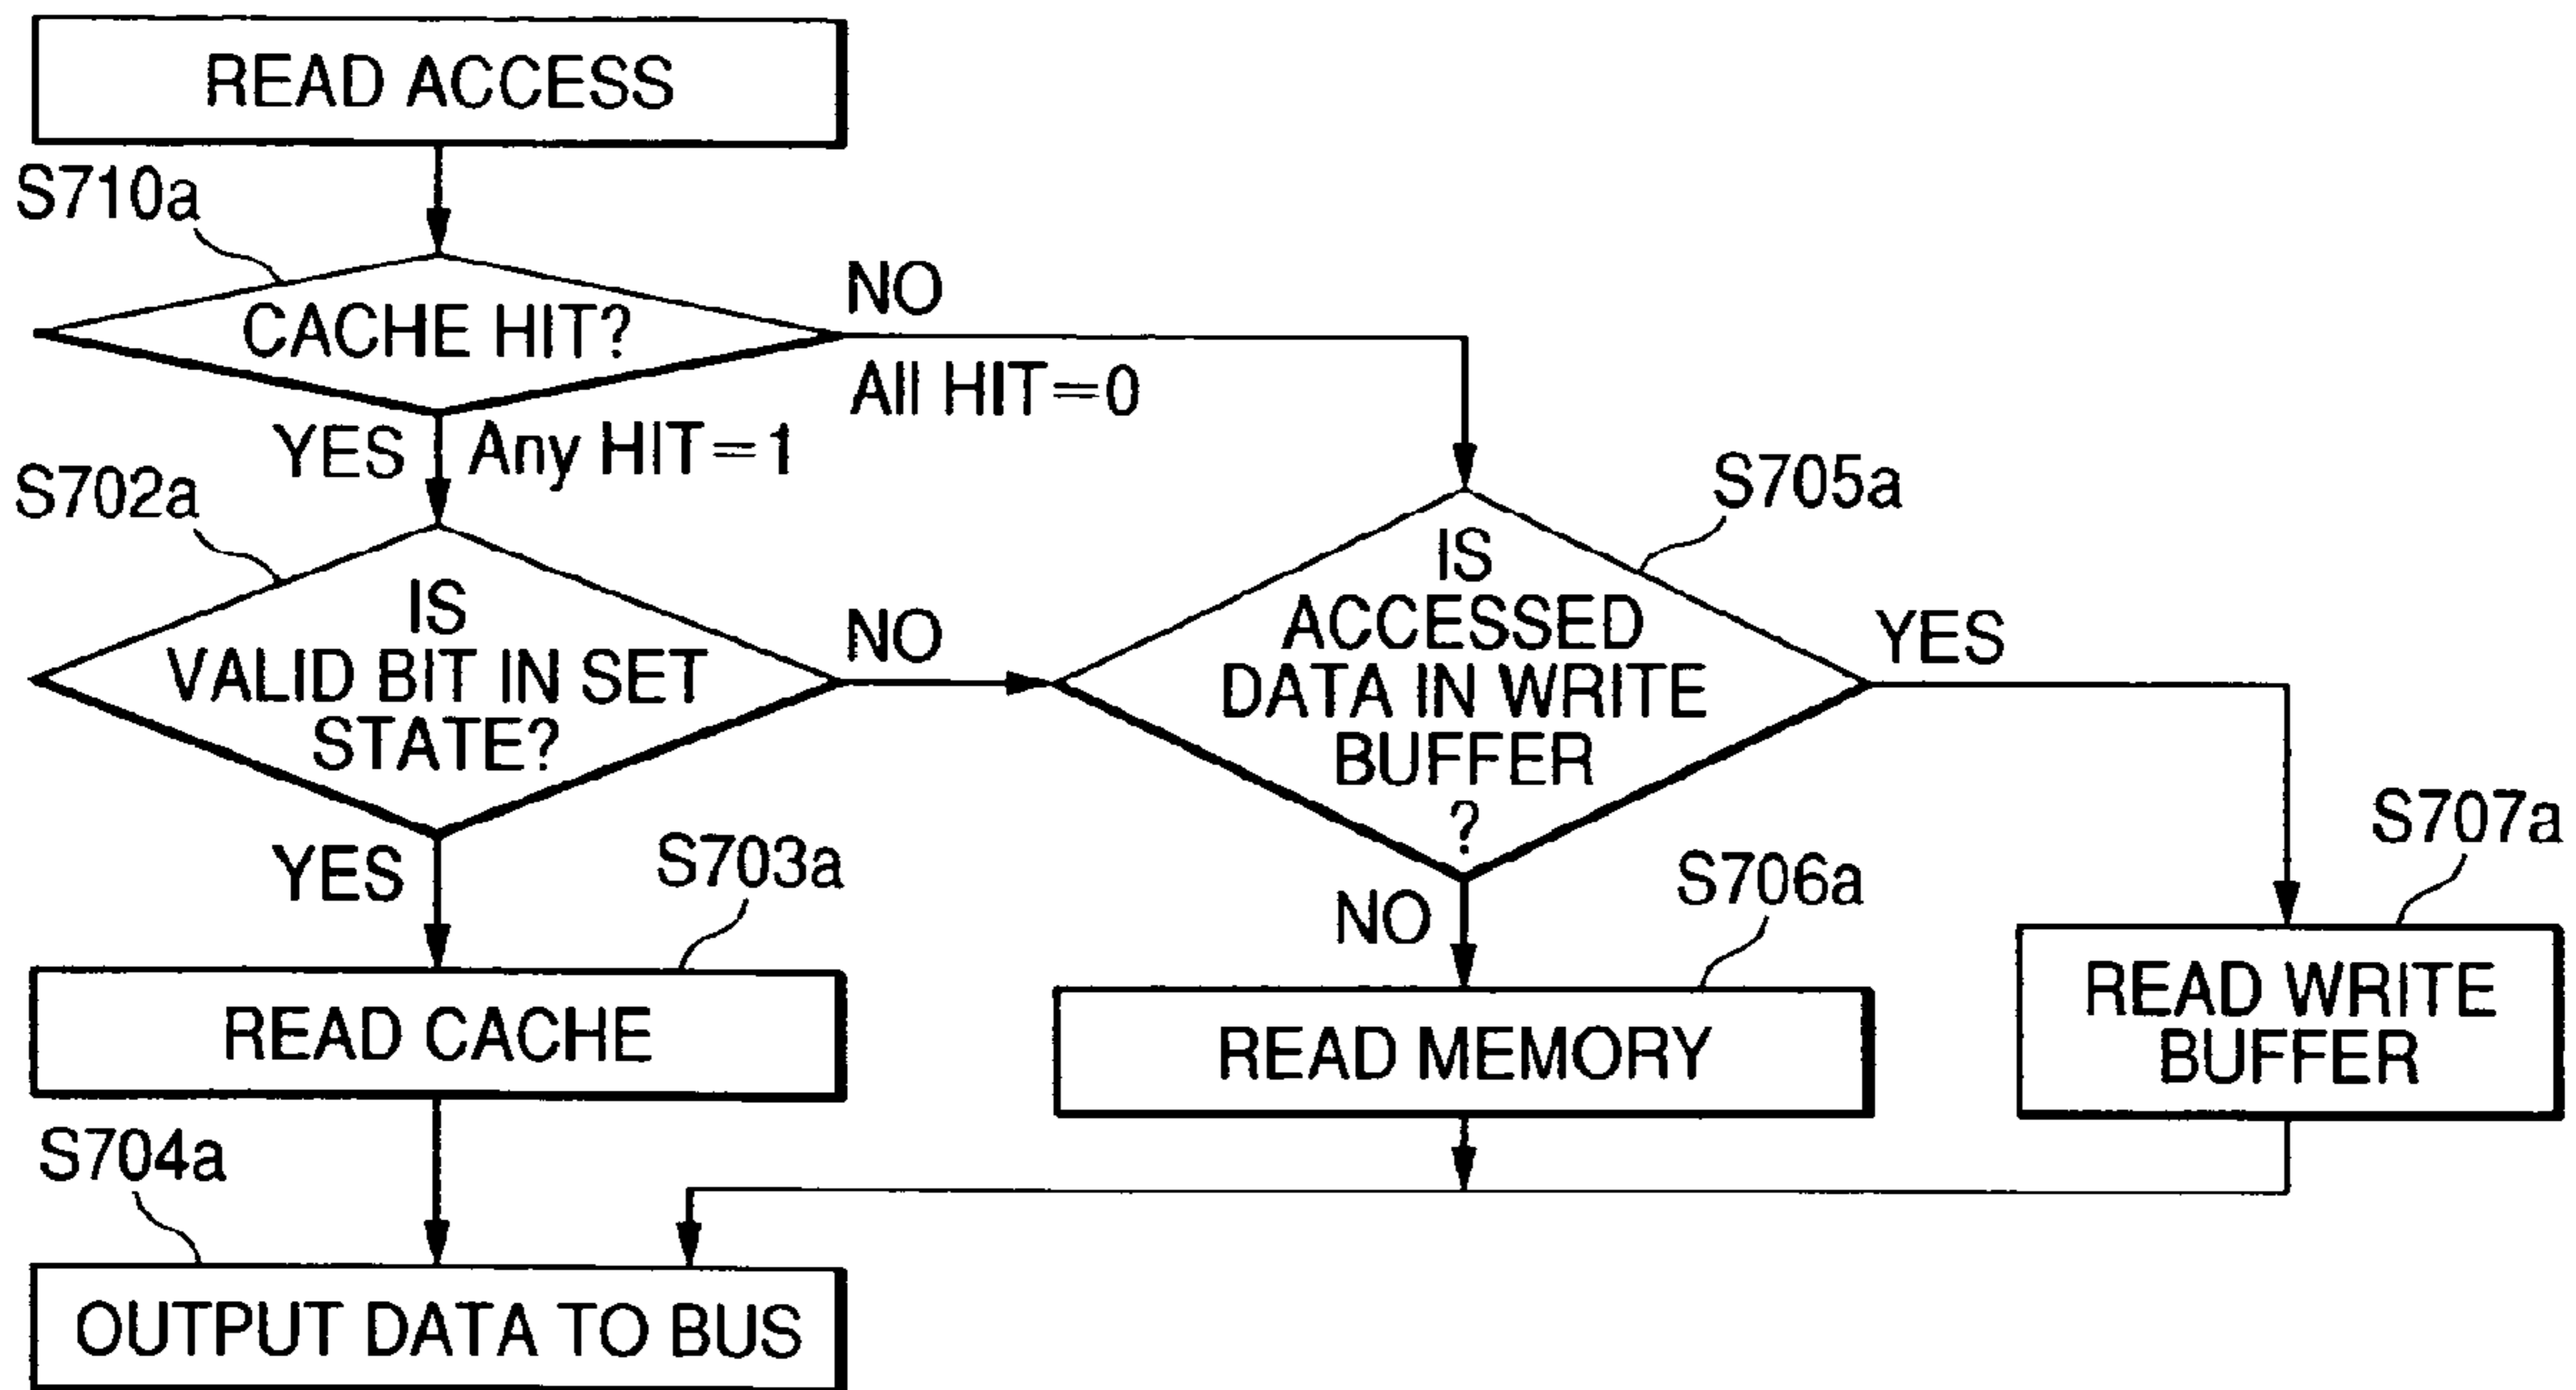 READ ACCESS
S710a
CACHE HIT?
NO
All HIT=0
YES
Any HIT=1
S702a
IS
VALID BIT IN SET
STATE?
NO
S705a
IS
ACCESSED
DATA IN WRITE
BUFFER
?
YES
YES
S703a
READ CACHE
NO
S706a
READ MEMORY
S707a
READ WRITE
BUFFER
S704a
OUTPUT DATA TO BUS